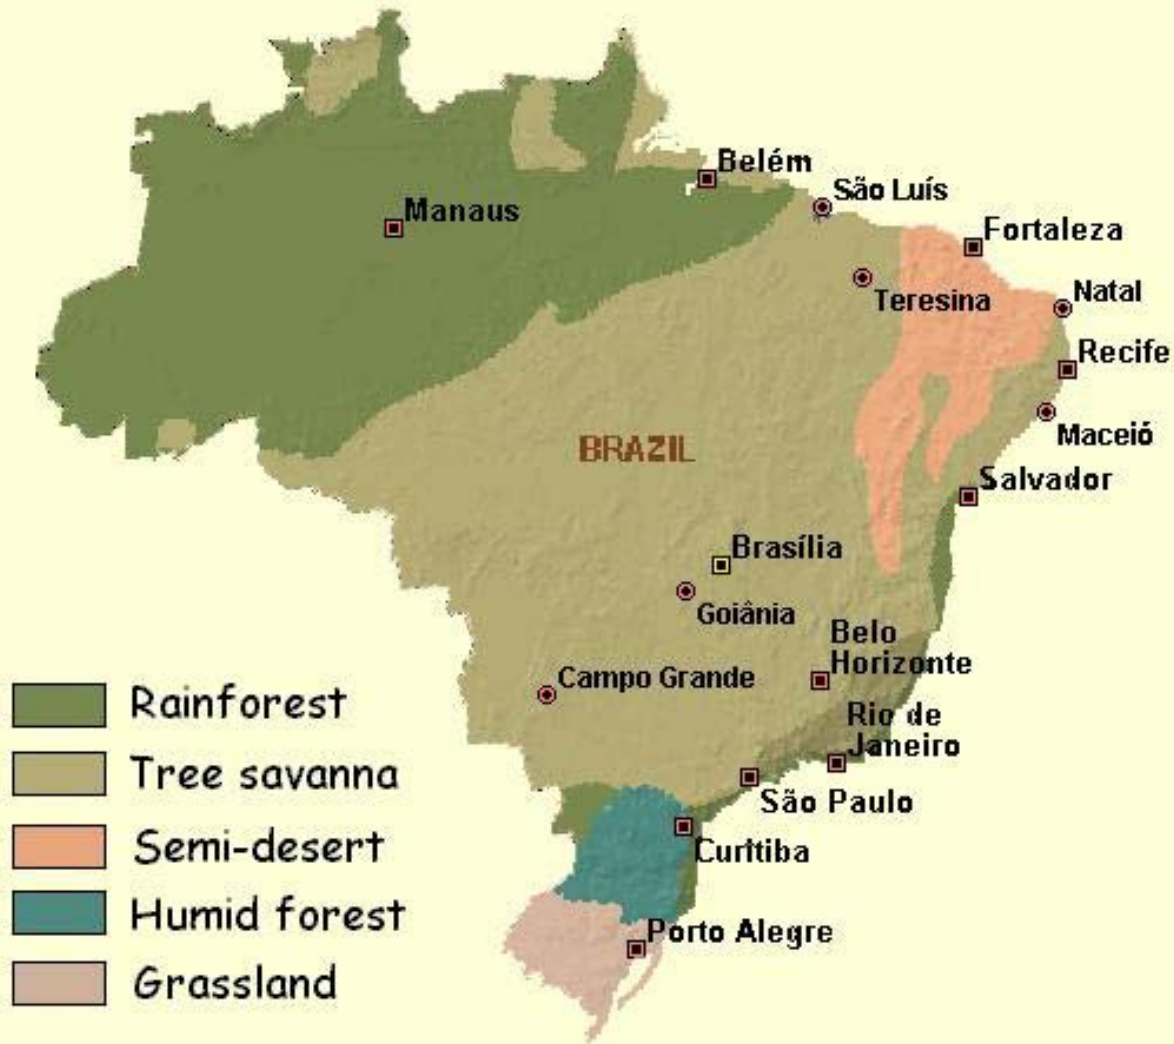 Belém
São Luís
Manaus
Fortaleza
Teresina
Natal
Recife
Maceió
BRAZIL
Salvador
Brasília
Goiânia
Belo
Horizonte
Campo Grande
Rio de
Janeiro
São Paulo
Curitiba
Porto Alegre
Rainforest
Tree savanna
Semi-desert
Humid forest
Grassland